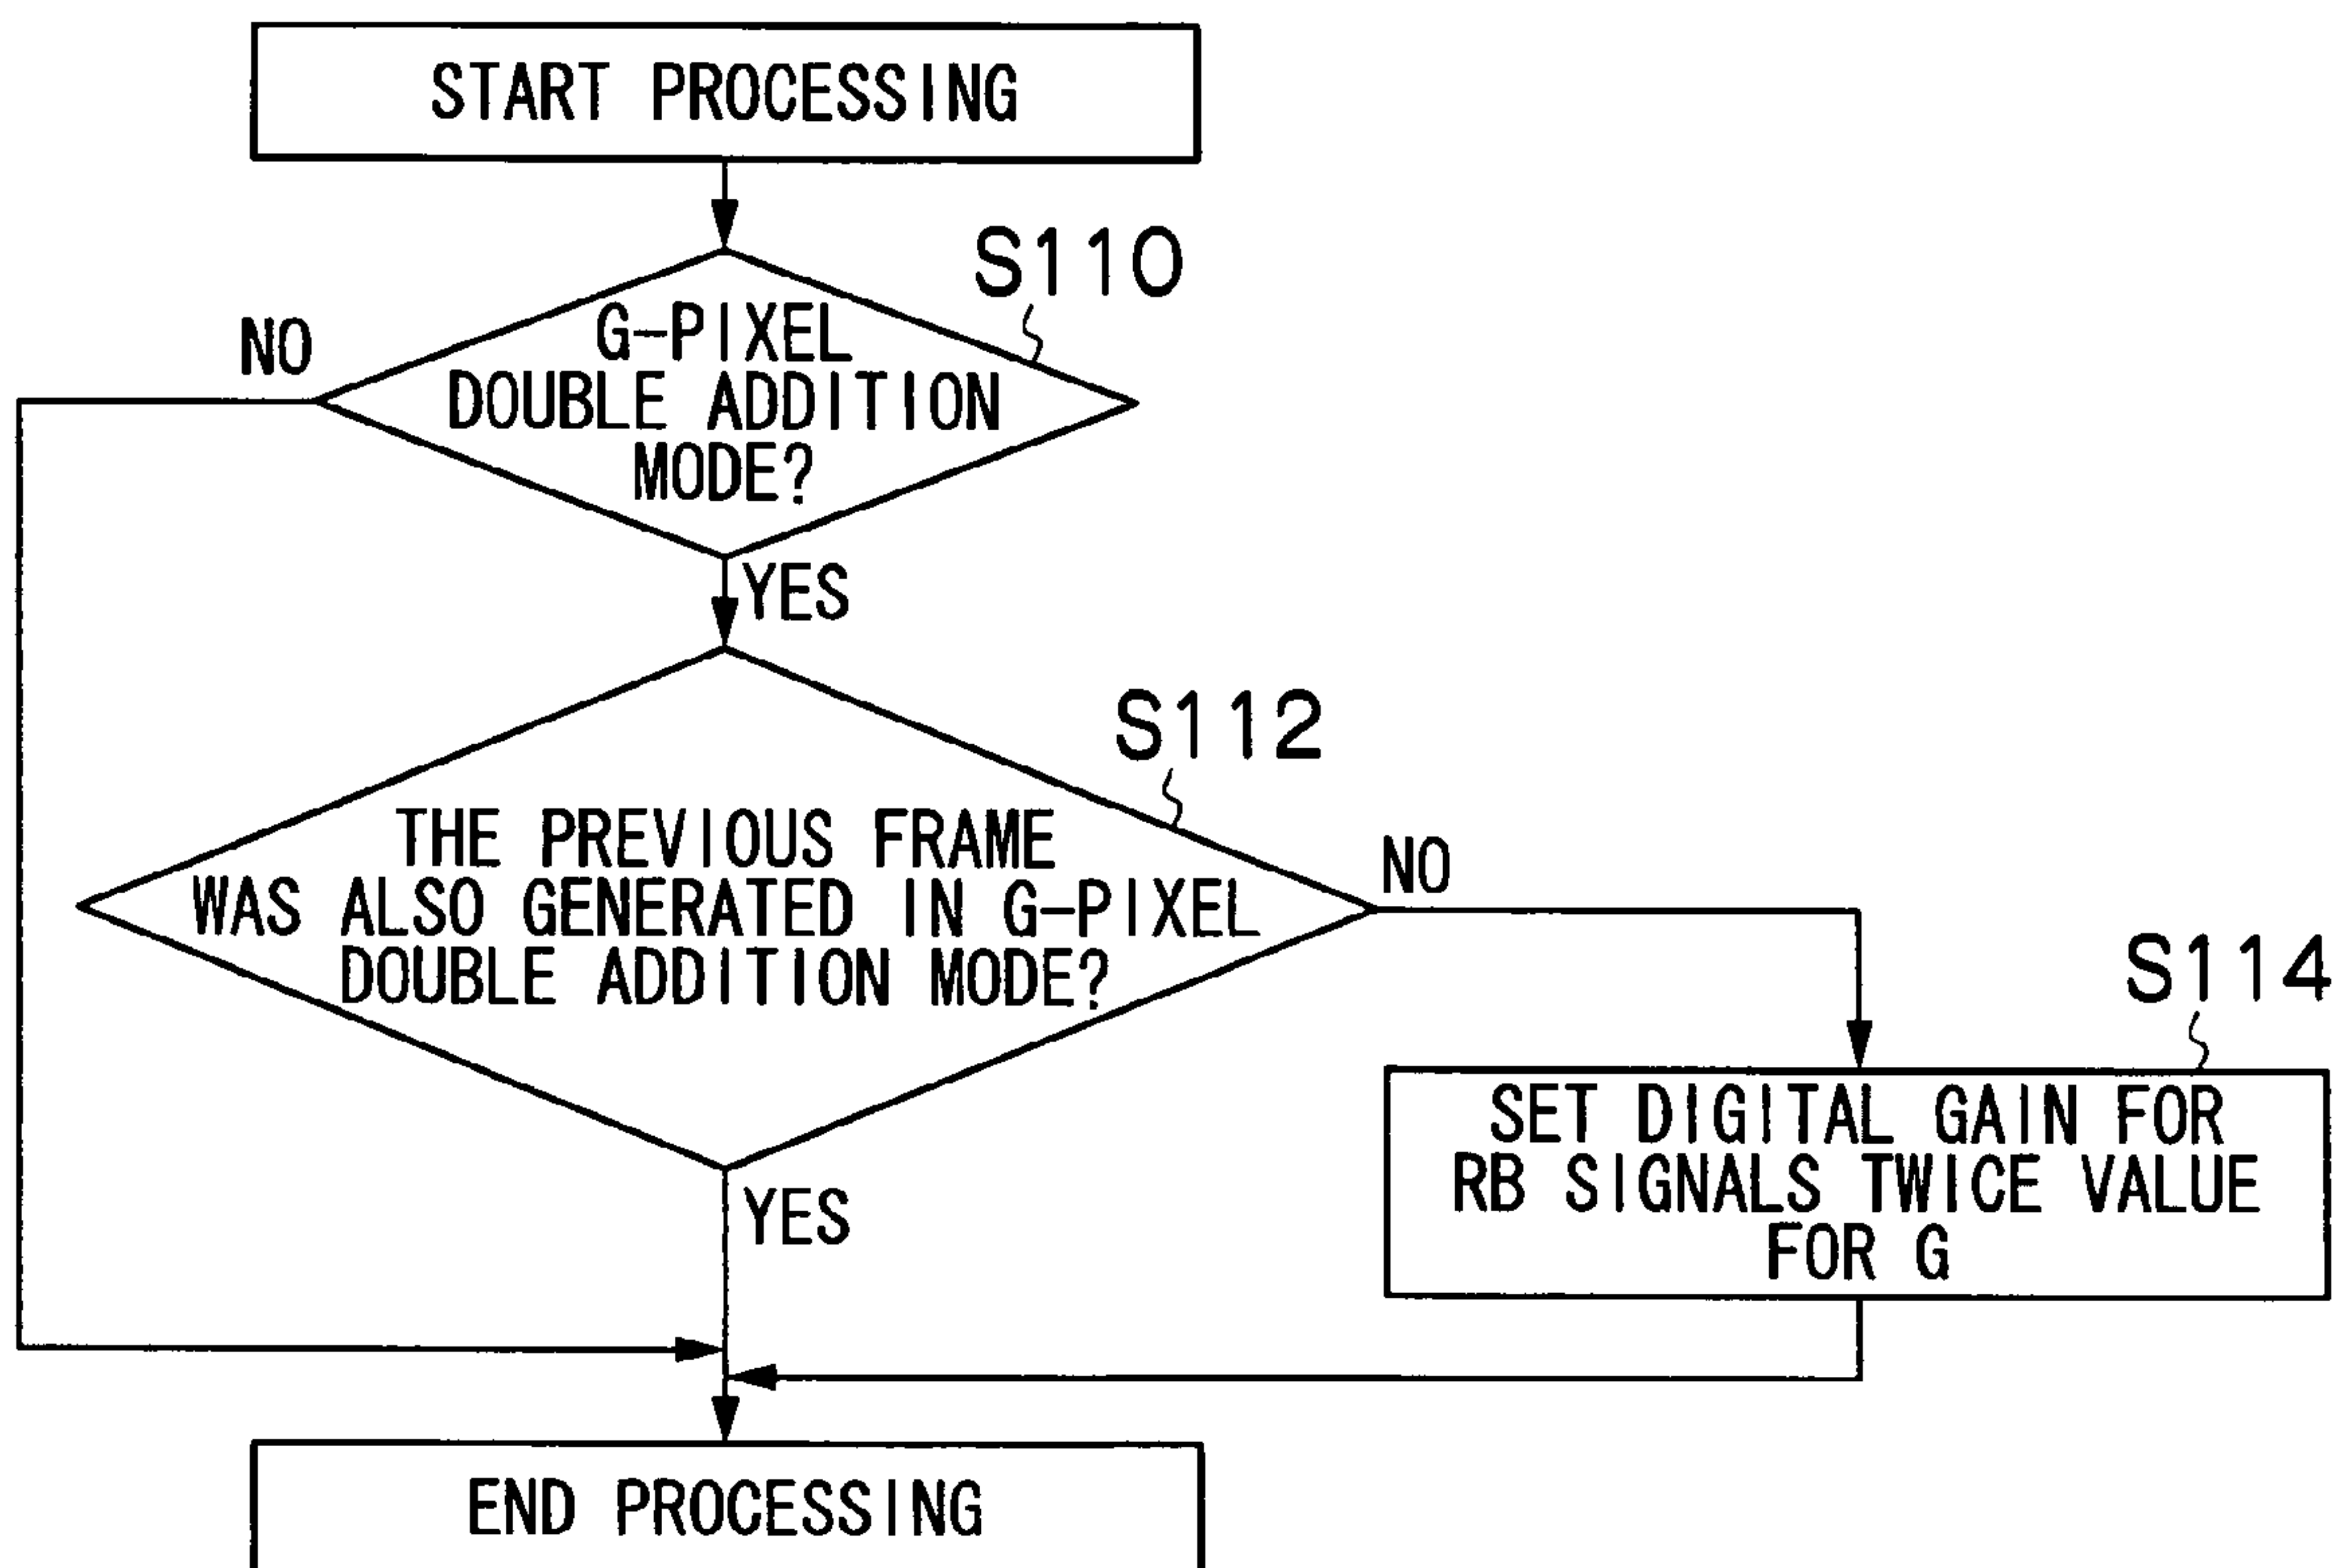 START PROCESSING
S110
NO
G-PIXEL
DOUBLE ADDITION
MODE?
YES
S112
THE PREVIOUS FRAME
WAS ALSO GENERATED IN G-PIXEL
DOUBLE ADDITION MODE?
NO
S114
SET DIGITAL GAIN FOR
RB SIGNALS TWICE VALUE
FOR G
YES
END PROCESSING